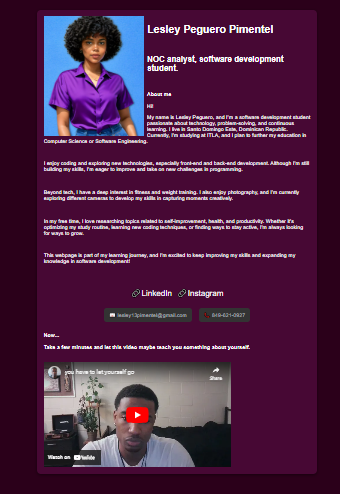 Lesley Peguero Pimentel
NOC analyst, software development
student.
About me
Hi!
My name is Lesley Peguero, and I'm a software development student
passionate about technology, problem-solving, and continuous
learning. I live in Santo Domingo Este, Dominican Republic.
Currently, I'm studying at ITLA, and I plan to further my education in
Computer Science or Software Engineering.
I enjoy coding and exploring new technologies, especially front-end and back-end development. Although I'm still
building my skills, I'm eager to improve and take on new challenges in programming.
Beyond tech, I have a deep interest in fitness and weight training. I also enjoy photography, and I'm currently
exploring different cameras to develop my skills in capturing moments creatively.
In my free time, I love researching topics related to self-improvement, health, and productivity. Whether it's
optimizing my study routine, learning new coding techniques, or finding ways to stay active, I'm always looking
for ways to grow.
This webpage is part of my learning journey, and I'm excited to keep improving my skills and expanding my
knowledge in software development!
LinkedIn Instagram
lesley13pimentel@gmail.com 849-631-0927
Now...
Take a few minutes and let this video maybe teach you something about yourself.
you have to let yourself go
Share
Watch on YouTube